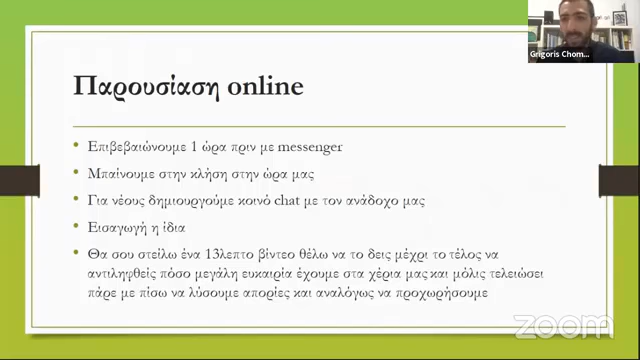 Grigoris Chom...
Παρουσίαση online
• Επιβεβαιώνουμε 1 ώρα πριν με messenger
• Μπαίνουμε στην κλήση στην ώρα μας
• Για νέους δημιουργούμε κοινό chat με τον ανάδοχο μας
• Εισαγωγή η ίδια
• Θα σου στείλω ένα 13λεπτο βίντεο θέλω να το δεις μέχρι το τέλος να
αντιληφθείς πόσο μεγάλη ευκαιρία έχουμε στα χέρια μας και μόλις τελειώσει
πάρε με πίσω να λύσουμε απορίες και αναλόγως να προχωρήσουμε
zoom